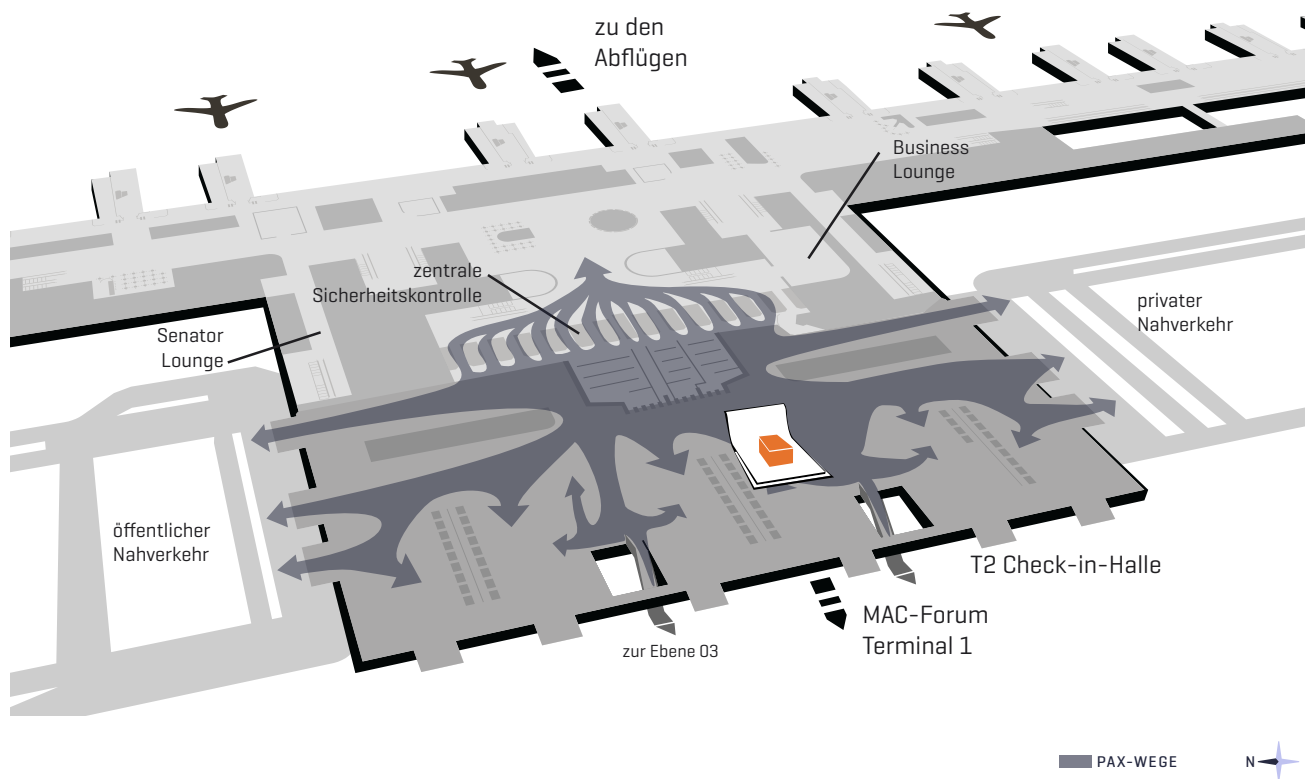 zu den
Abflügen
Business
Lounge
zentrale
Sicherheitskontrolle
Senator
Lounge
privater
Nahverkehr
öffentlicher
Nahverkehr
T2 Check-in-Halle
MAC-Forum
Terminal 1
zur Ebene 03
PAX-WEGE
N